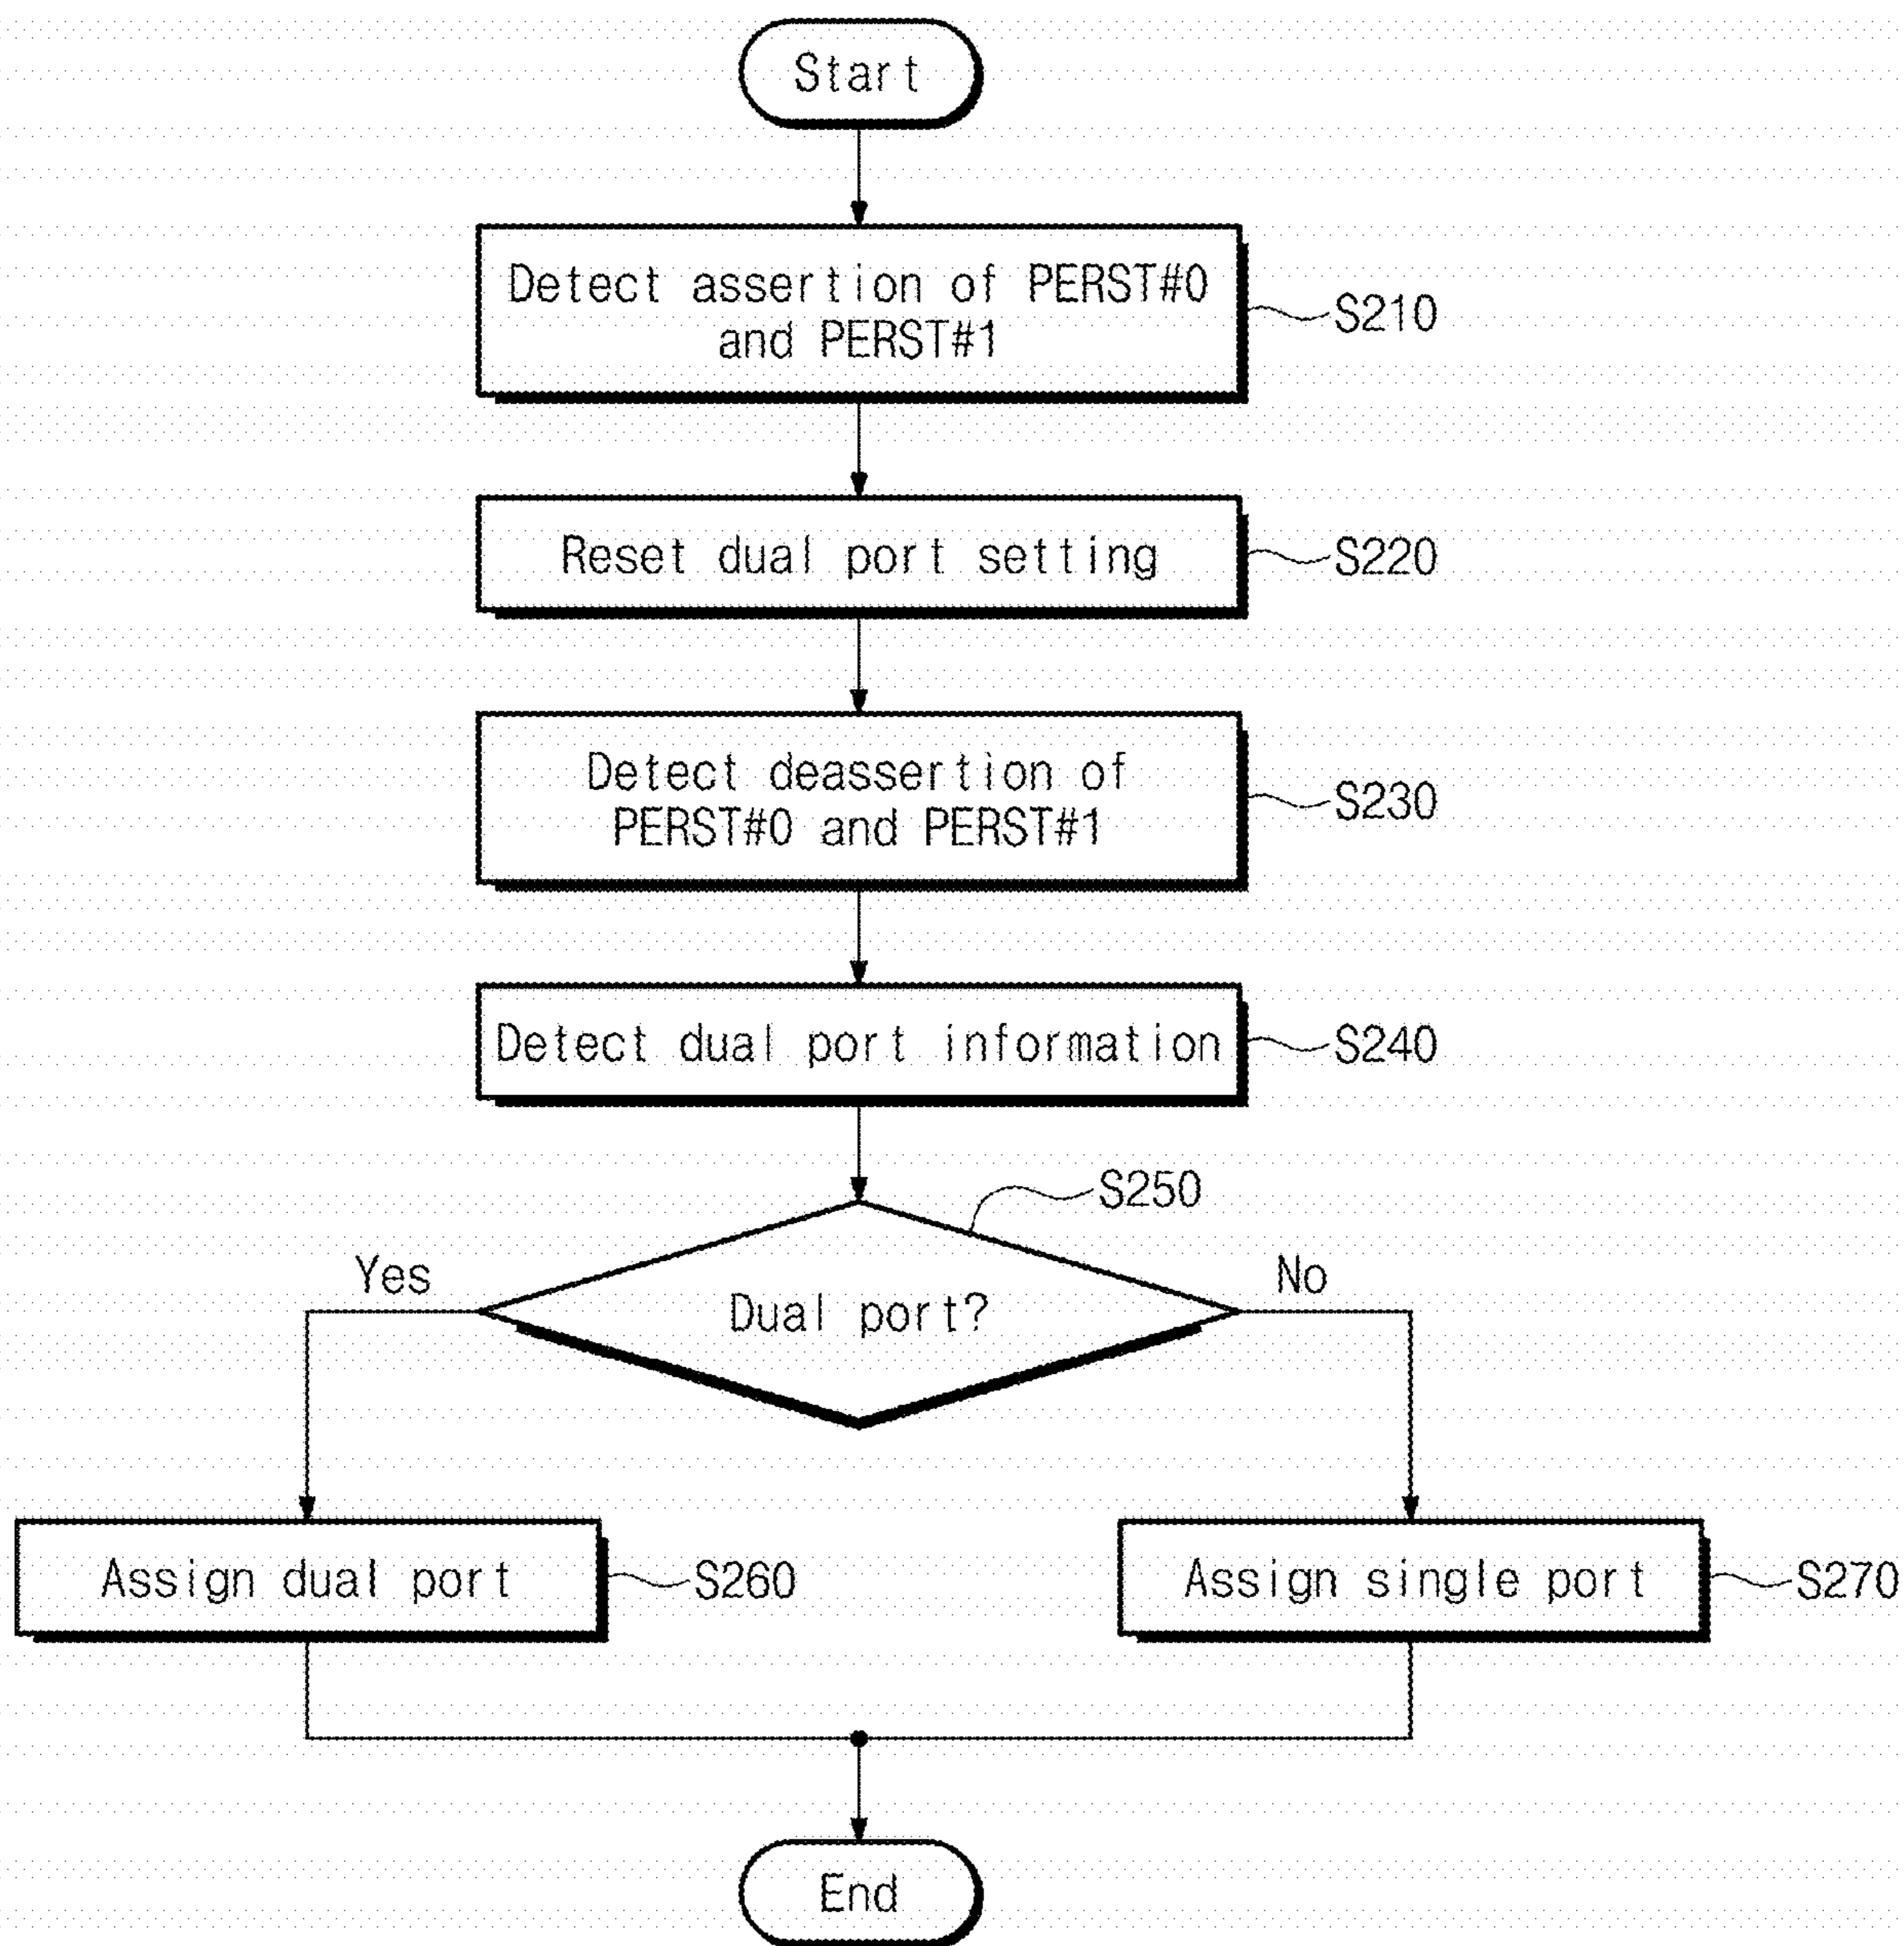 Start
Detect assertion of PERST#0
and PERST#1
S210
Reset dual port setting
S220
Detect deassertion of
PERST#0 and PERST#1
S230
Detect dual port information
S240
S250
Yes
Dual port?
No
Assign dual port
S260
Assign single port
S270
End